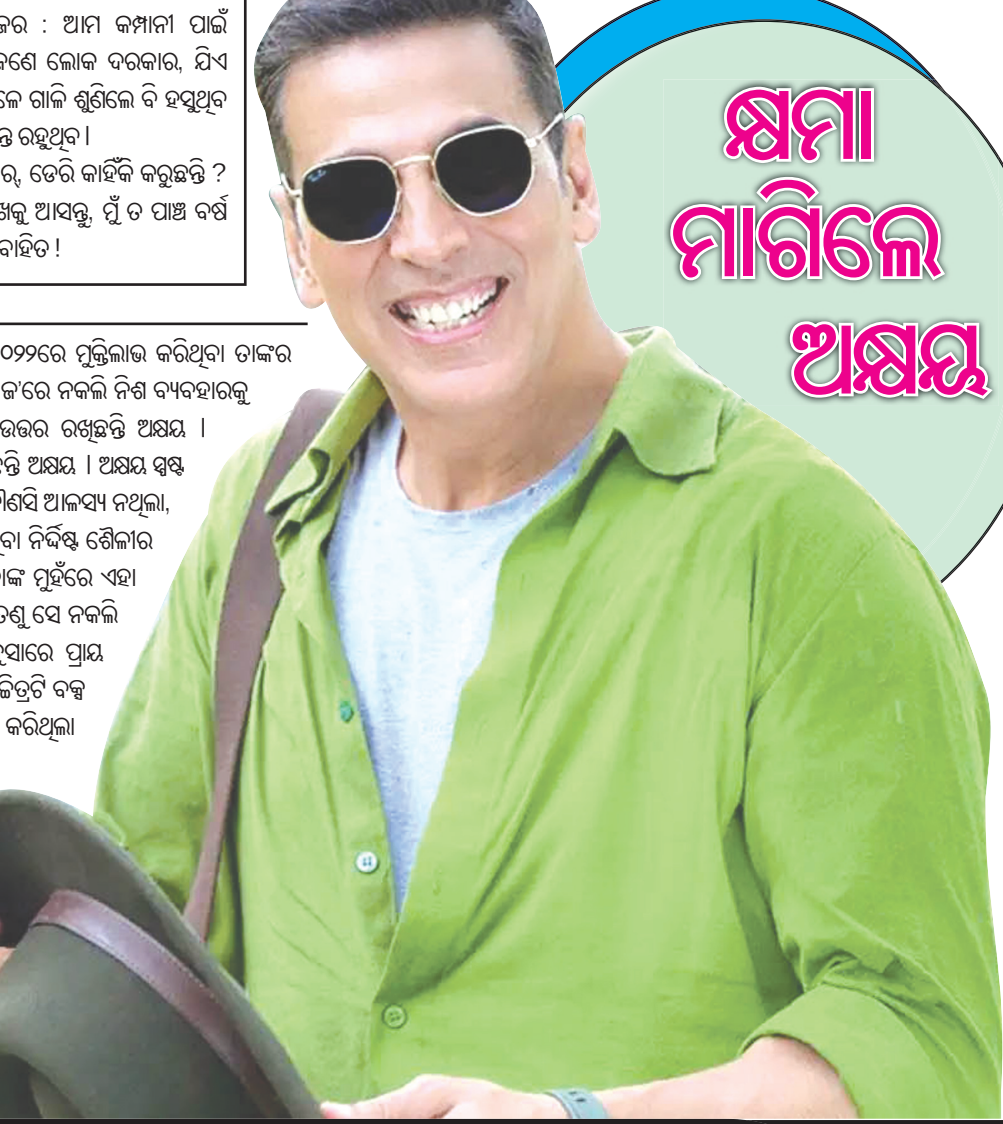 ଜର : ଆମ କମ୍ପାନୀ ପାଇଁ
ଜଣେ ଲୋକ ଦରକାର, ଯିଏ
ଳେ ଗାଳି ଶୁଣିଲେ ବି ହସୁଥିବ
ନ୍ତ ରହୁଥିବ ।
ର୍, ଡେରି କାହିଁକି କରୁଛନ୍ତି ?
ଖକୁ ଆସନ୍ତୁ, ମୁଁ ତ ପାଞ୍ଚ ବର୍ଷ
ବାହିତ !
କ୍ଷମା
ମାଗିଲେ
ଅକ୍ଷୟ
୦୨୨ରେ ମୁକ୍ତିଲାଭ କରିଥିବା ତାଙ୍କର
ଜ'ରେ ନକଲି ନିଶ ବ୍ୟବହାରକୁ
ଉତ୍ତର ରଖିଛନ୍ତି ଅକ୍ଷୟ ।
ନ୍ତି ଅକ୍ଷୟ । ଅକ୍ଷୟ ସ୍ପଷ୍ଟ
ୌଣସି ଆଳସ୍ୟ ନଥିଲା,
ିବା ନିର୍ଦ୍ଦିଷ୍ଟ ଶୈଳୀର
ାଙ୍କ ମୁହଁରେ ଏହା
ତେଣୁ ସେ ନକଲି
ନୁସାରେ ପ୍ରାୟ
ଚ୍ଚିତ୍ରଟି ବକ୍ସ
କରିଥିଲା